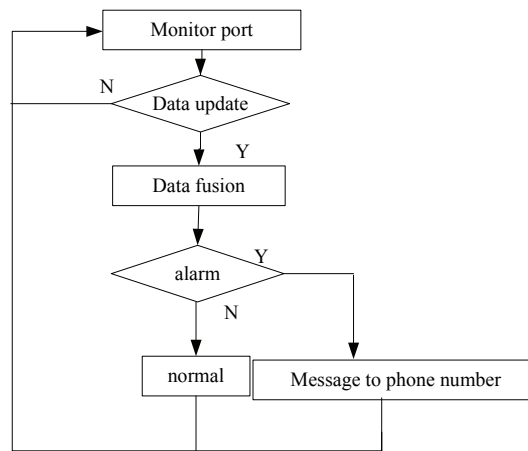 Monitor port
N
Data update
Y
Data fusion
Y
alarm
N
normal
Message to phone number